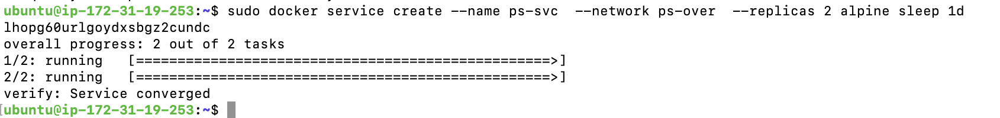 ubuntu@ip-172-31-19-253:~$ sudo docker service create --name ps-svc  --network ps-over  --replicas 2 alpine sleep 1d
lhopg60urlgoydxsbgz2cundc
overall progress: 2 out of 2 tasks
1/2: running   [==================================================>]
2/2: running   [==================================================>]
verify: Service converged
[ubuntu@ip-172-31-19-253:~$